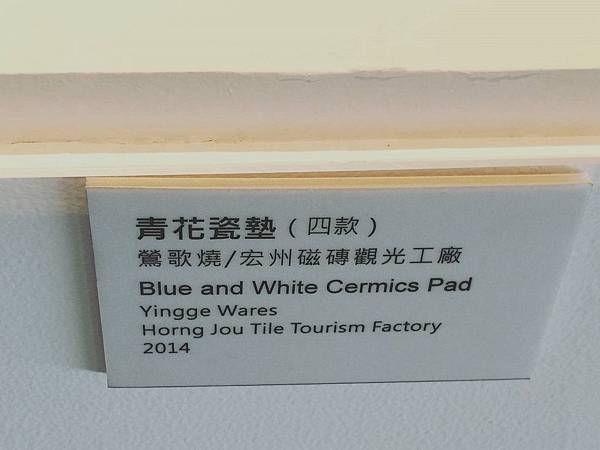 青花瓷墊（四款）
鶯歌燒/宏州磁磚觀光工廠
Blue and White Cermics Pad
Yingge Wares
Horng Jou Tile Tourism Factory
2014